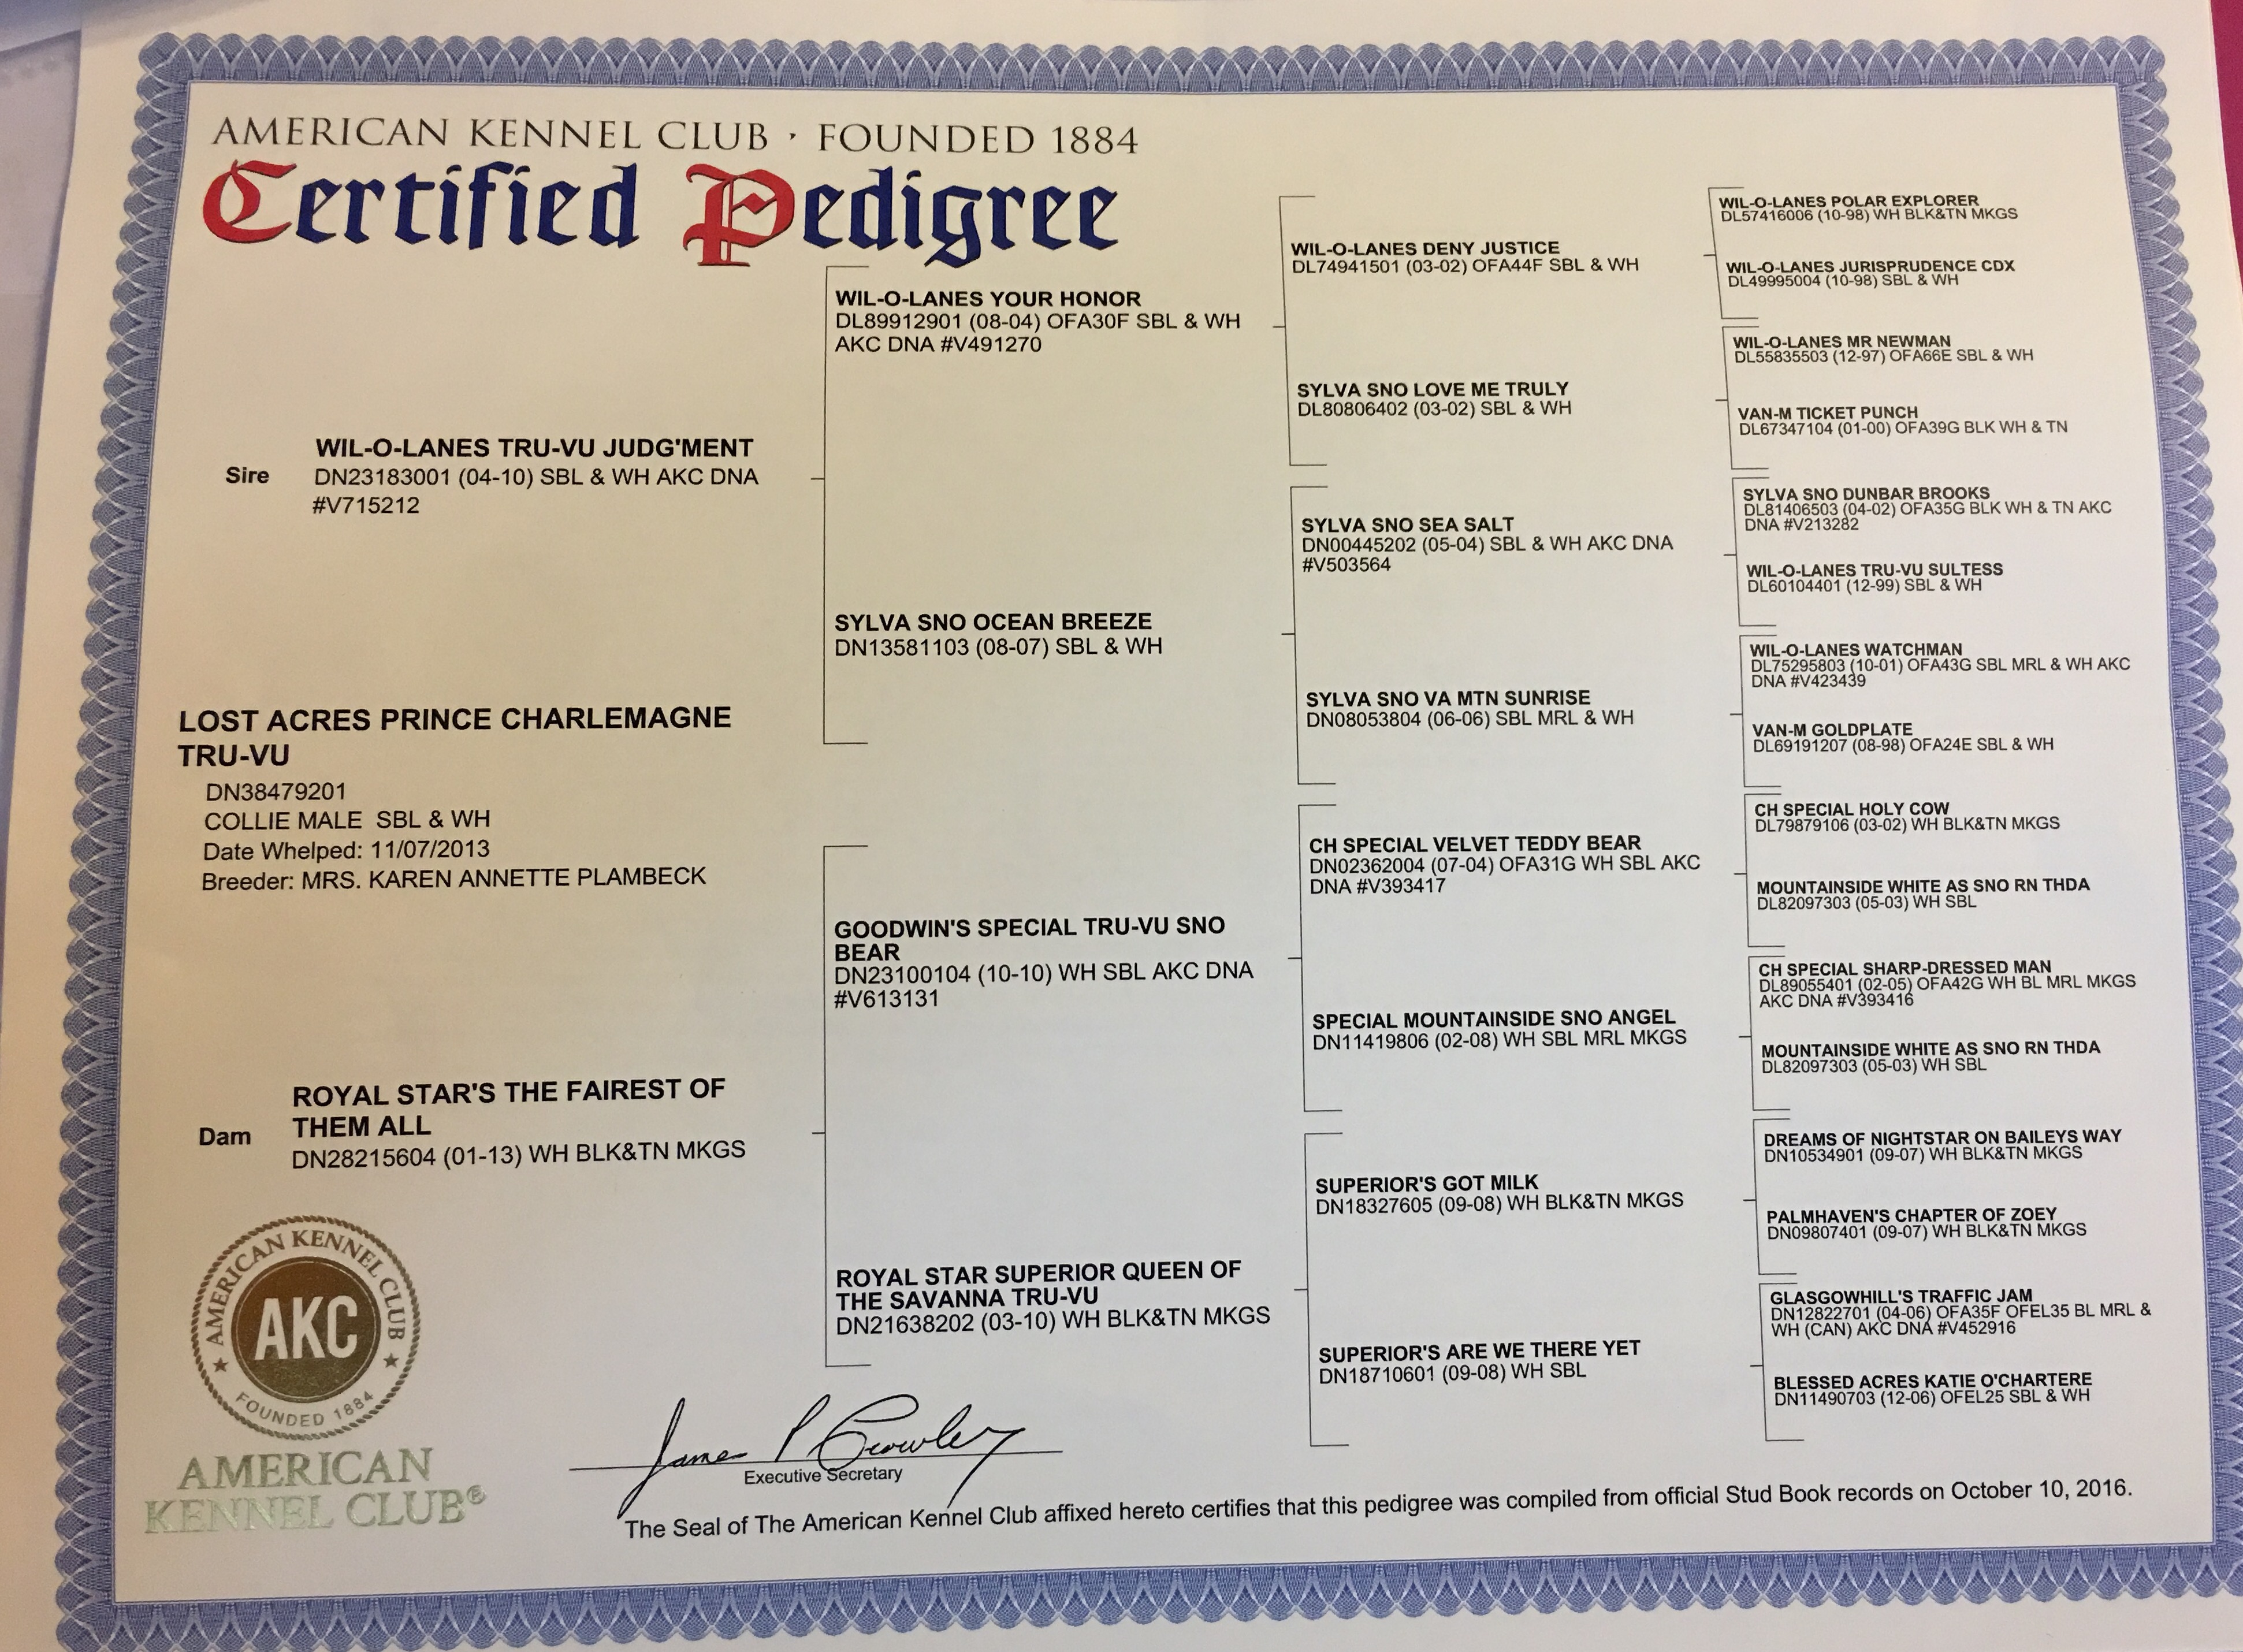 AMERICAN KENNEL CLUB · FOUNDED 1884
Certified Pedigree
Sire
WIL-O-LANES TRU-VU JUDG'MENT
DN23183001 (04-10) SBL & WH AKC DNA
#V715212
LOST ACRES PRINCE CHARLEMAGNE
TRU-VU
DN38479201
COLLIE MALE SBL & WH
Date Whelped: 11/07/2013
Breeder: MRS. KAREN ANNETTE PLAMBECK
Dam
ROYAL STAR'S THE FAIREST OF
THEM ALL
DN28215604 (01-13) WH BLK&TN MKGS
WIL-O-LANES YOUR HONOR
DL89912901 (08-04) OFA30F SBL & WH
AKC DNA #V491270
SYLVA SNO OCEAN BREEZE
DN13581103 (08-07) SBL & WH
GOODWIN'S SPECIAL TRU-VU SNO
BEAR
DN23100104 (10-10) WH SBL AKC DNA
#V613131
ROYAL STAR SUPERIOR QUEEN OF
THE SAVANNA TRU-VU
DN21638202 (03-10) WH BLK&TN MKGS
WIL-O-LANES DENY JUSTICE
DL74941501 (03-02) OFA44F SBL & WH
SYLVA SNO LOVE ME TRULY
DL80806402 (03-02) SBL & WH
SYLVA SNO SEA SALT
DN00445202 (05-04) SBL & WH AKC DNA
#V503564
SYLVA SNO VA MTN SUNRISE
DN08053804 (06-06) SBL MRL & WH
CH SPECIAL VELVET TEDDY BEAR
DN02362004 (07-04) OFA31G WH SBL AKC
DNA #V393417
SPECIAL MOUNTAINSIDE SNO ANGEL
DN11419806 (02-08) WH SBL MRL MKGS
SUPERIOR'S GOT MILK
DN18327605 (09-08) WH BLK&TN MKGS
SUPERIOR'S ARE WE THERE YET
DN18710601 (09-08) WH SBL
WIL-O-LANES POLAR EXPLORER
DL57416006 (10-98) WH BLK&TN MKGS
WIL-O-LANES JURISPRUDENCE CDX
DL49995004 (10-98) SBL & WH
WIL-O-LANES MR NEWMAN
DL55835503 (12-97) OFA66E SBL & WH
VAN-M TICKET PUNCH
DL67347104 (01-00) OFA39G BLK WH & TN
SYLVA SNO DUNBAR BROOKS
DL81406503 (04-02) OFA35G BLK WH & TN AKC
DNA #V213282
WIL-O-LANES TRU-VU SULTESS
DL60104401 (12-99) SBL & WH
WIL-O-LANES WATCHMAN
DL75295803 (10-01) OFA43G SBL MRL & WH AKC
DNA #V423439
VAN-M GOLDPLATE
DL69191207 (08-98) OFA24E SBL & WH
CH SPECIAL HOLY COW
DL79879106 (03-02) WH BLK&TN MKGS
MOUNTAINSIDE WHITE AS SNO RN THDA
DL82097303 (05-03) WH SBL
CH SPECIAL SHARP-DRESSED MAN
DL89055401 (02-05) OFA42G WH BL MRL MKGS
AKC DNA #V393416
MOUNTAINSIDE WHITE AS SNO RN THDA
DL82097303 (05-03) WH SBL
DREAMS OF NIGHTSTAR ON BAILEYS WAY
DN10534901 (09-07) WH BLK&TN MKGS
PALMHAVEN'S CHAPTER OF ZOEY
DN09807401 (09-07) WH BLK&TN MKGS
GLASGOWHILL'S TRAFFIC JAM
DN12822701 (04-06) OFA35F OFEL35 BL MRL &
WH (CAN) AKC DNA #V452916
BLESSED ACRES KATIE O'CHARTERE
DN11490703 (12-06) OFEL25 SBL & WH
AMERICAN KENNEL CLUB
AKC
FOUNDED 1884
AMERICAN
KENNEL CLUB®
James P Crowley
Executive Secretary
The Seal of The American Kennel Club affixed hereto certifies that this pedigree was compiled from official Stud Book records on October 10, 2016.